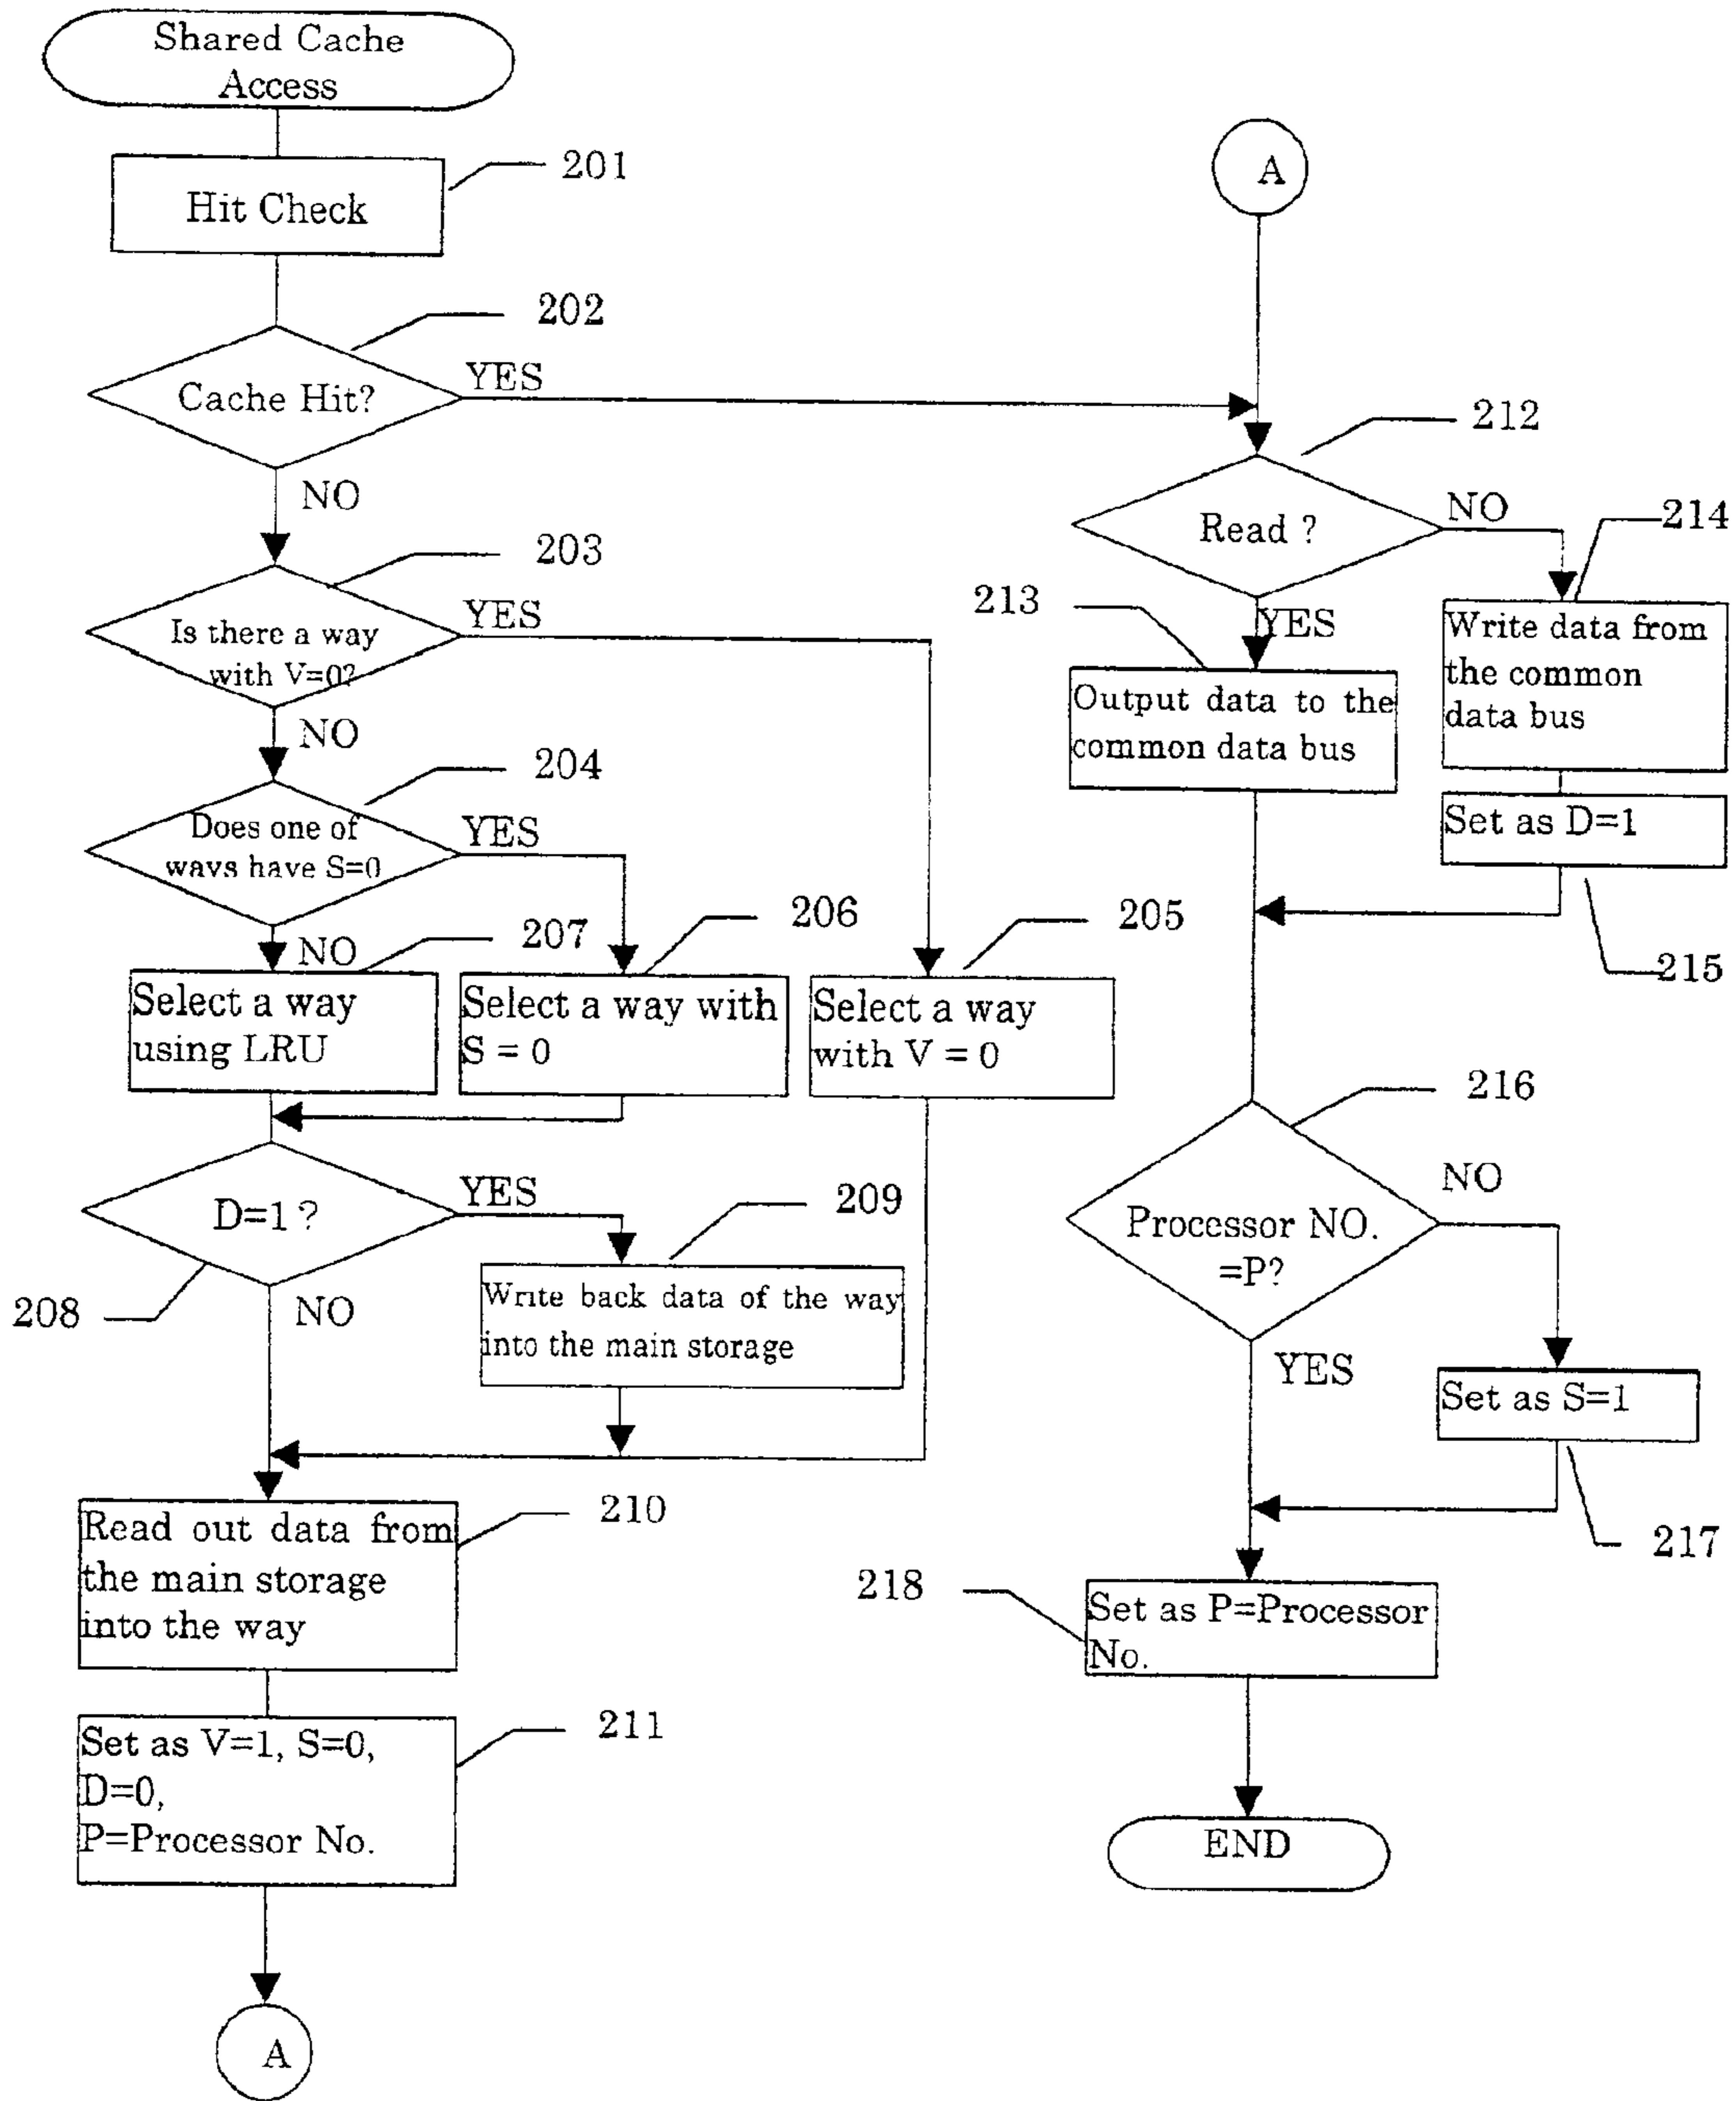 Shared Cache
Access
201
Hit Check
202
Cache Hit?
YES
NO
203
Is there a way
with V=0?
YES
NO
204
Does one of
ways have S=0
YES
NO
207
Select a way
using LRU
206
Select a way with
S = 0
205
Select a way
with V = 0
D=1 ?
YES
208
NO
209
Write back data of the way
into the main storage
210
Read out data from
the main storage
into the way
211
Set as V=1, S=0,
D=0,
P=Processor No.
A
A
212
Read ?
NO
214
YES
213
Output data to the
common data bus
Write data from
the common
data bus
Set as D=1
215
216
Processor NO.
=P?
NO
YES
Set as S=1
217
218
Set as P=Processor
No.
END